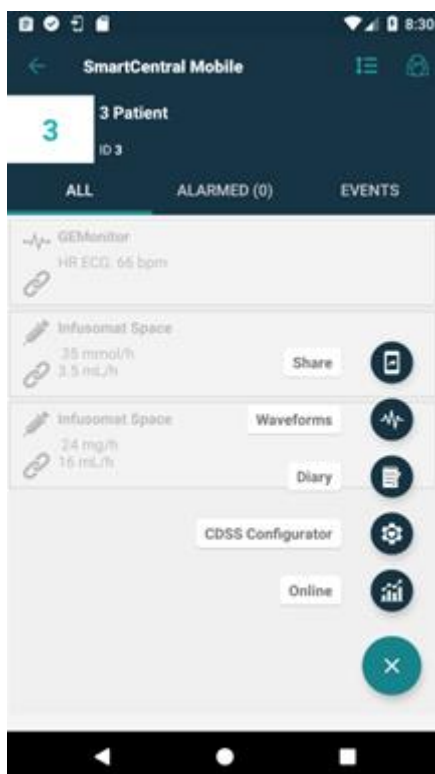 8:30
SmartCentral Mobile
3
3 Patient
ID 3
ALL ALARMED (0) EVENTS
GEMonitor
HR ECG. 66 bpm
Infusomat Space
35 mmol/h
3.5 mL/h
Share
Infusomat Space
Waveforms
24 mg/h
16 mL/h
Diary
CDSS Configurator
Online